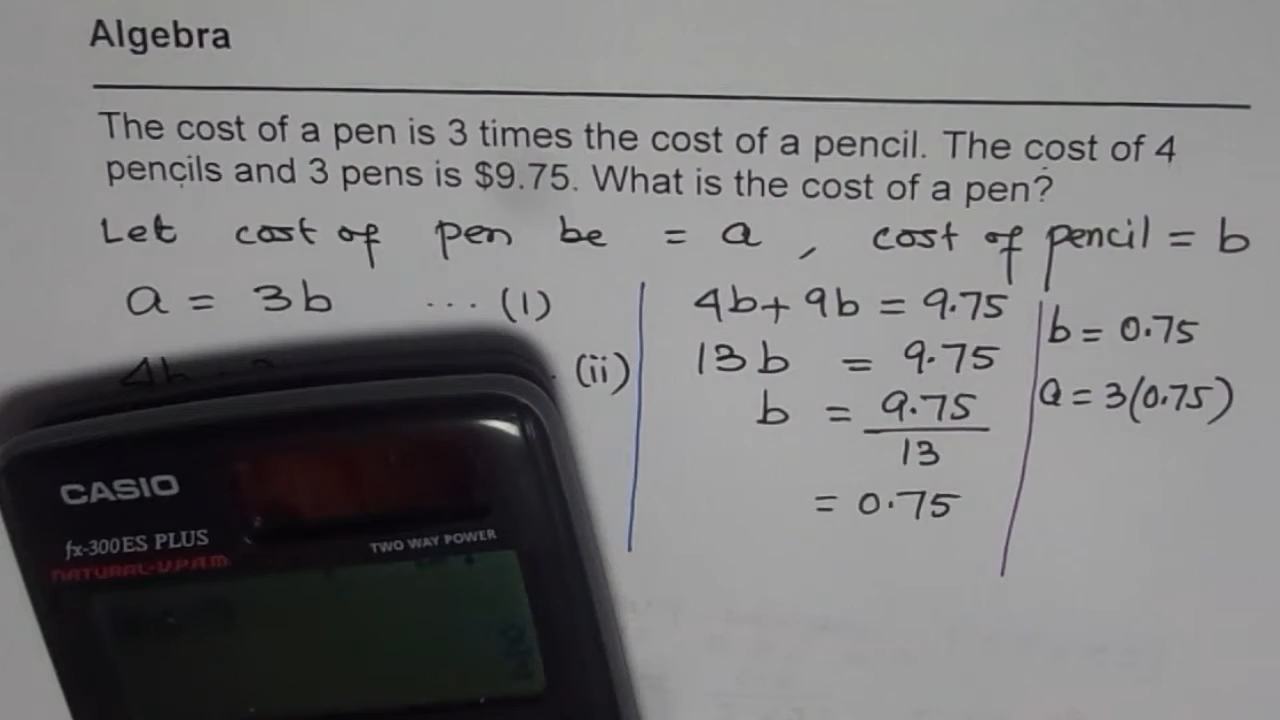 Algebra
The cost of a pen is 3 times the cost of a pencil. The cost of 4
pencils and 3 pens is $9.75. What is the cost of a pen?
Let cost of pen be = a , cost of pencil = b
a = 3b ... (1)
4b (ii)
4b + 9b = 9.75
13b = 9.75
b = 9.75
13
= 0.75
b = 0.75
a = 3(0.75)
CASIO
fx-300ES PLUS
NATURAL-V.P.A.M.
TWO WAY POWER